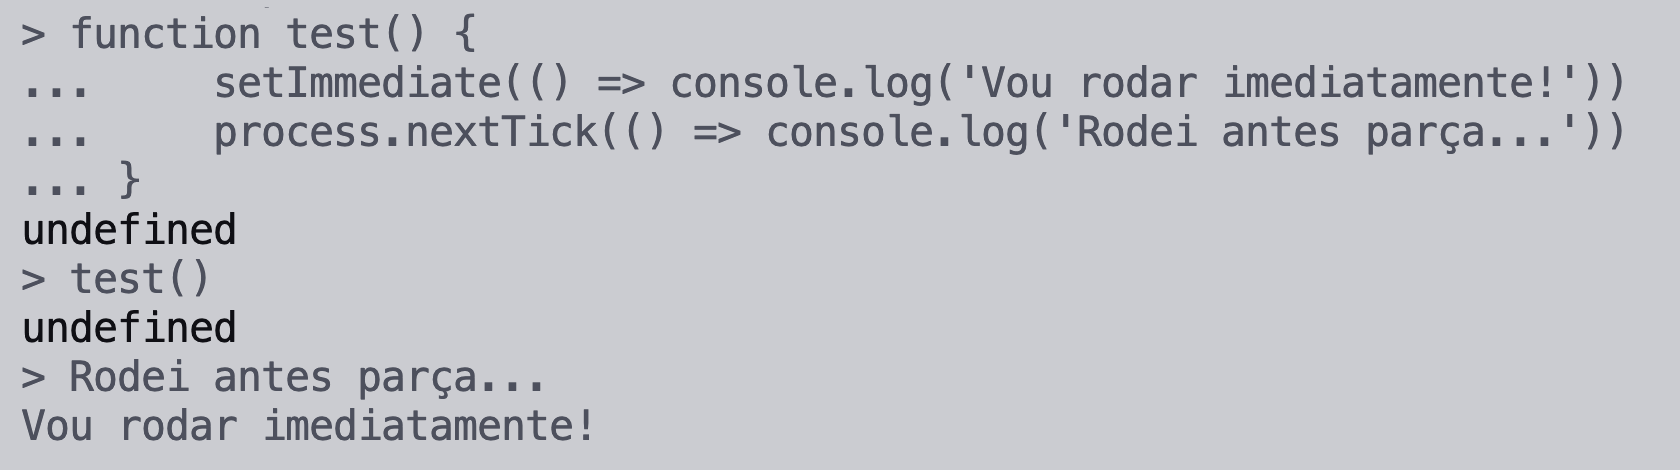 > function test() {
...     setImmediate(() => console.log('Vou rodar imediatamente!'))
...     process.nextTick(() => console.log('Rodei antes parça...'))
... }
undefined
> test()
undefined
> Rodei antes parça...
Vou rodar imediatamente!